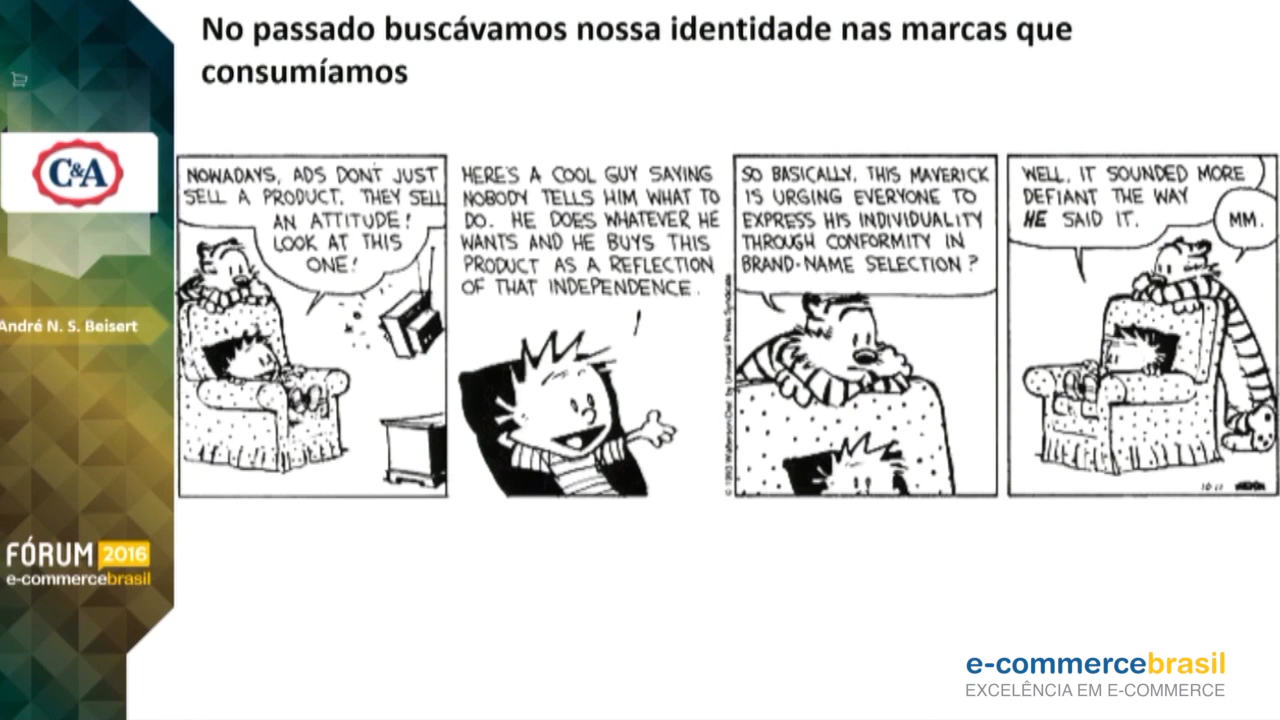 No passado buscávamos nossa identidade nas marcas que
consumíamos
C&A
André N. S. Beisert
FÓRUM 2016
e-commercebrasil
NOWADAYS, ADS DON'T JUST
SELL A PRODUCT. THEY SELL
AN ATTITUDE!
LOOK AT THIS
ONE!
HERE'S A COOL GUY SAYING
NOBODY TELLS HIM WHAT TO
DO. HE DOES WHATEVER HE
WANTS AND HE BUYS THIS
PRODUCT AS A REFLECTION
OF THAT INDEPENDENCE.
SO BASICALLY, THIS MAVERICK
IS URGING EVERYONE TO
EXPRESS HIS INDIVIDUALITY
THROUGH CONFORMITY IN
BRAND-NAME SELECTION?
WELL, IT SOUNDED MORE
DEFIANT THE WAY
HE SAID IT.
MM.
e-commercebrasil
EXCELÊNCIA EM E-COMMERCE